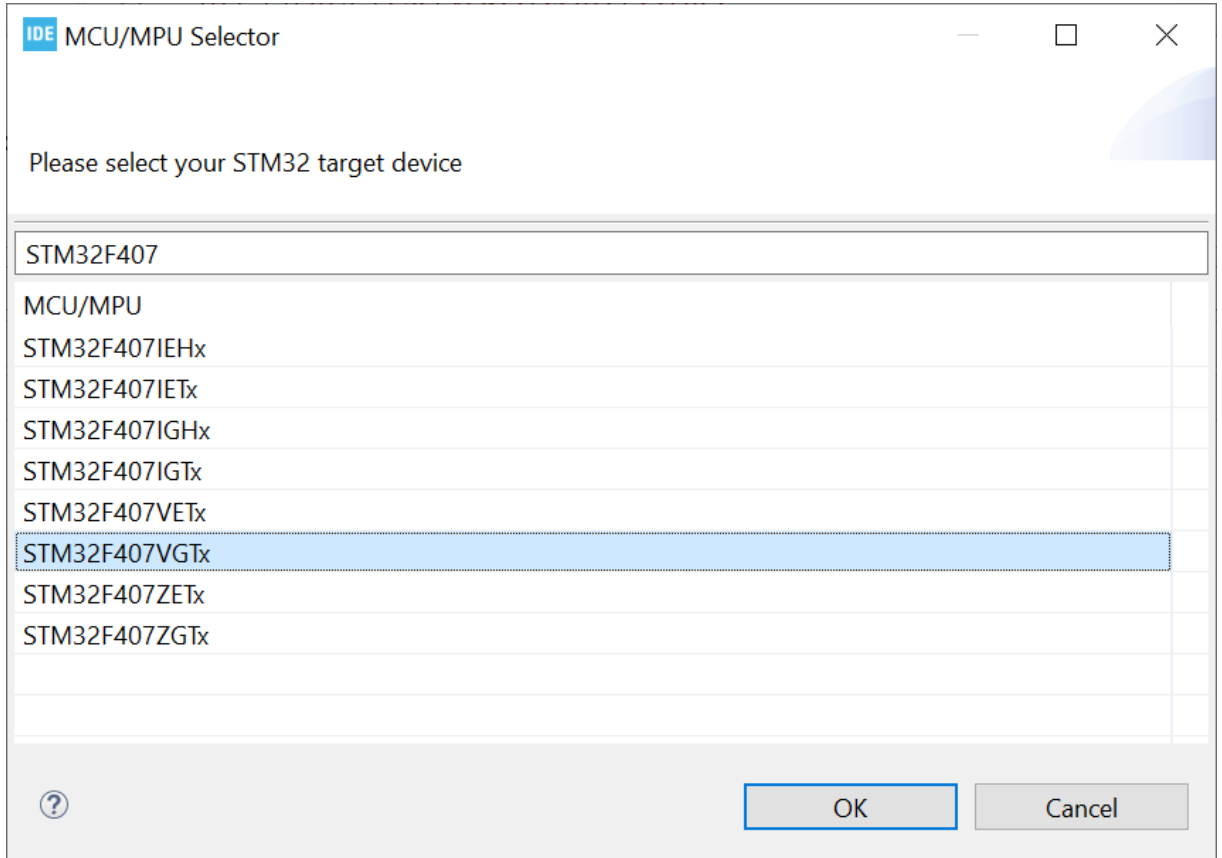 IDE MCU/MPU Selector
Please select your STM32 target device
STM32F407
MCU/MPU
STM32F407IEHx
STM32F407IETx
STM32F407IGHx
STM32F407IGTx
STM32F407VETx
STM32F407VGTx
STM32F407ZETx
STM32F407ZGTx
? OK Cancel